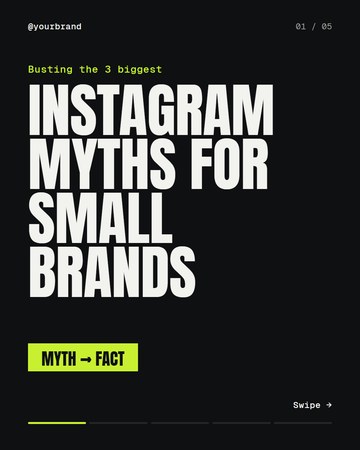 @yourbrand
01 / 05
Busting the 3 biggest
INSTAGRAM
MYTHS FOR
SMALL
BRANDS
MYTH → FACT
Swipe →